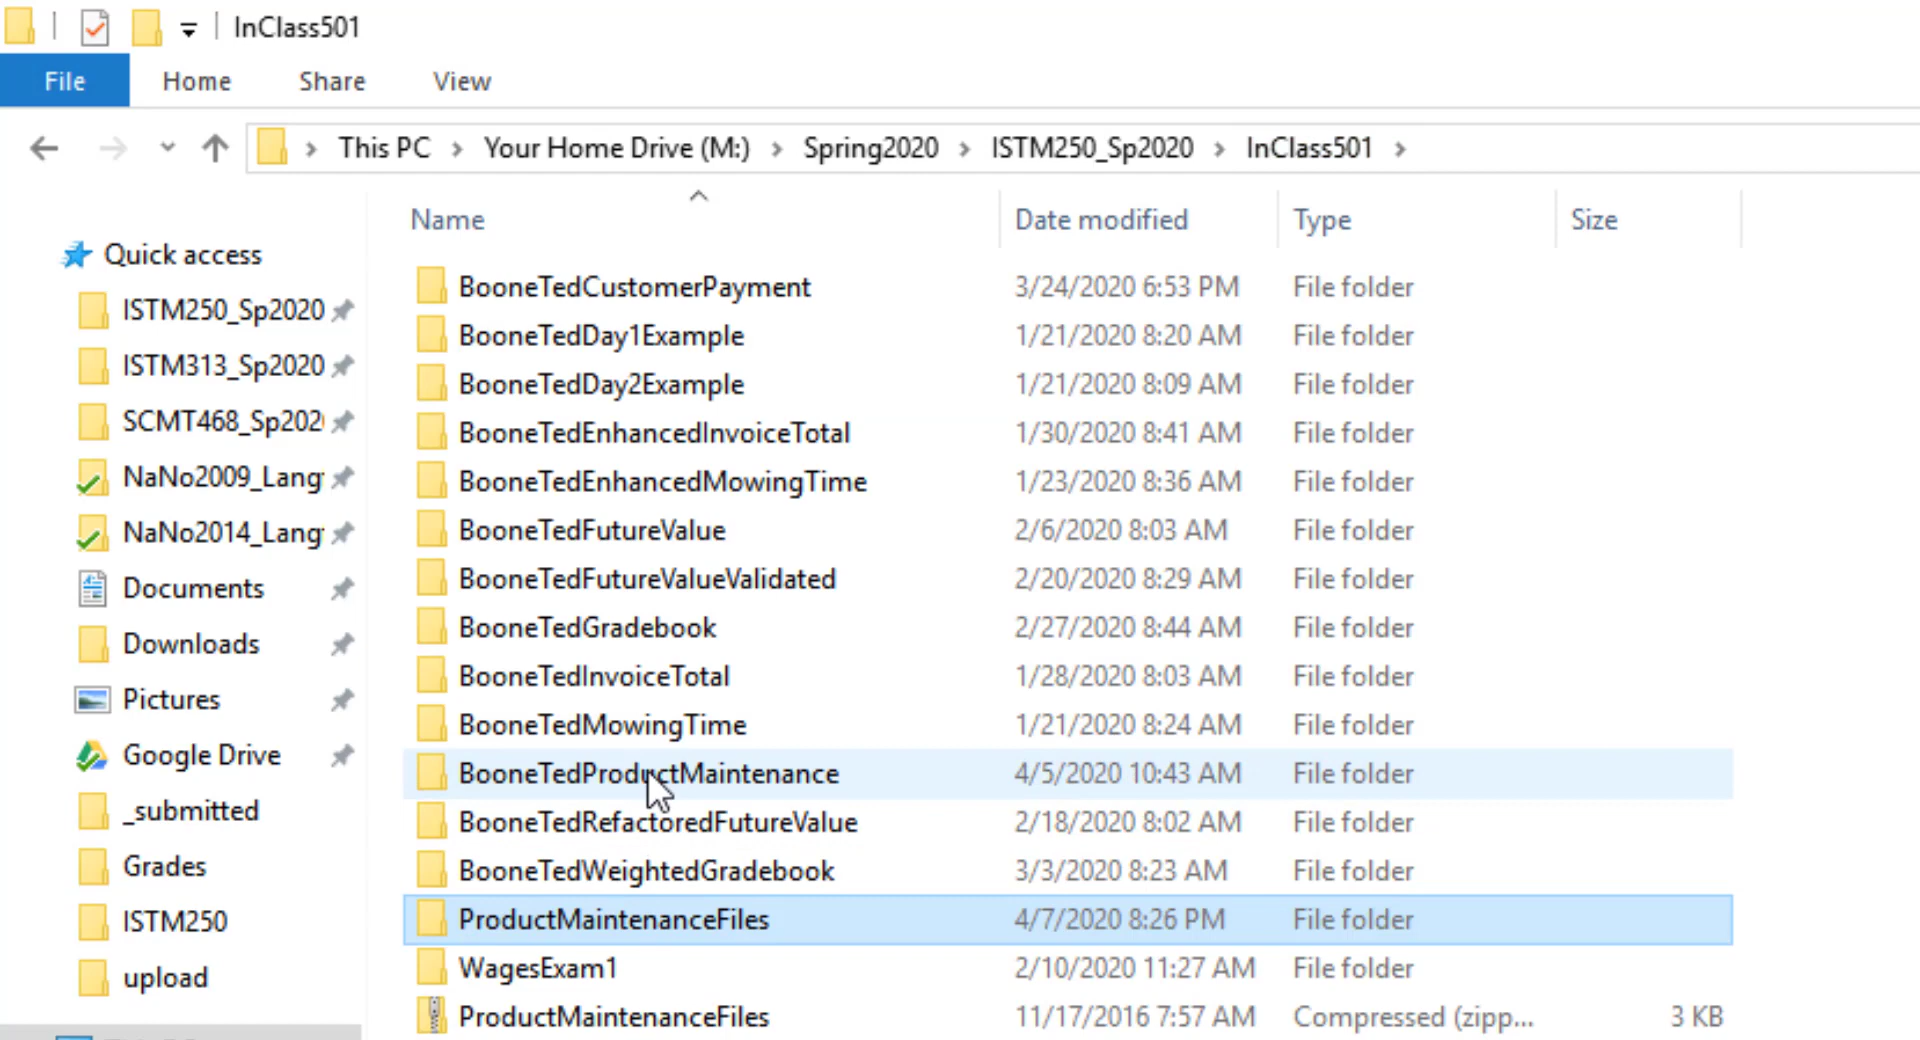 InClass501
File Home Share View
This PC Your Home Drive (M:) Spring2020 ISTM250_Sp2020 InClass501
Name Date modified Type Size
Quick access
ISTM250_Sp2020
ISTM313_Sp2020
SCMT468_Sp202
NaNo2009_Lang
NaNo2014_Lang
Documents
Downloads
Pictures
Google Drive
_submitted
Grades
ISTM250
upload
BooneTedCustomerPayment 3/24/2020 6:53 PM File folder
BooneTedDay1Example 1/21/2020 8:20 AM File folder
BooneTedDay2Example 1/21/2020 8:09 AM File folder
BooneTedEnhancedInvoiceTotal 1/30/2020 8:41 AM File folder
BooneTedEnhancedMowingTime 1/23/2020 8:36 AM File folder
BooneTedFutureValue 2/6/2020 8:03 AM File folder
BooneTedFutureValueValidated 2/20/2020 8:29 AM File folder
BooneTedGradebook 2/27/2020 8:44 AM File folder
BooneTedInvoiceTotal 1/28/2020 8:03 AM File folder
BooneTedMowingTime 1/21/2020 8:24 AM File folder
BooneTedProductMaintenance 4/5/2020 10:43 AM File folder
BooneTedRefactoredFutureValue 2/18/2020 8:02 AM File folder
BooneTedWeightedGradebook 3/3/2020 8:23 AM File folder
ProductMaintenanceFiles 4/7/2020 8:26 PM File folder
WagesExam1 2/10/2020 11:27 AM File folder
ProductMaintenanceFiles 11/17/2016 7:57 AM Compressed (zipp... 3 KB